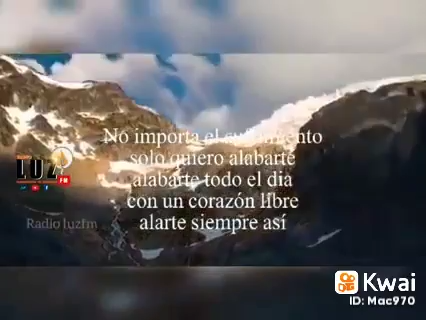 No importa el sufrimiento
solo quiero alabarte
alabarte todo el dia
con un corazón libre
alarte siempre así
LUZ
FM
Radio luzfm
Kwai
ID: Mac970